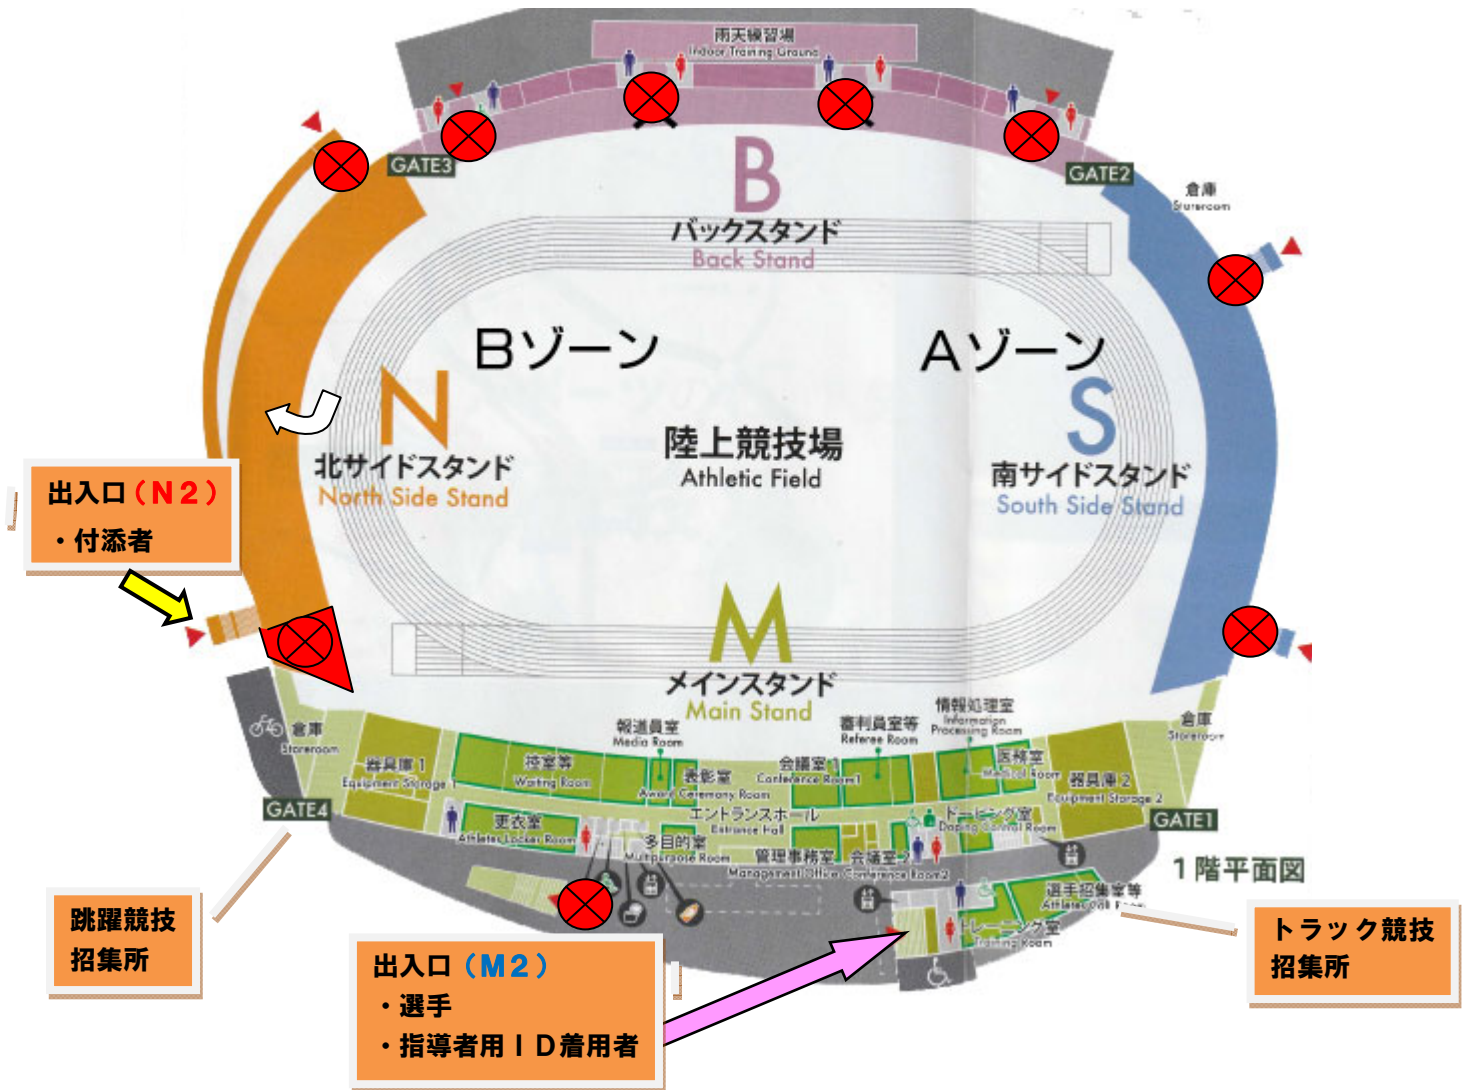 雨天練習場
Indoor Training Ground
GATE3
GATE2
B
バックスタンド
Back Stand
倉庫
Storeroom
Bゾーン
Aゾーン
N
北サイドスタンド
North Side Stand
陸上競技場
Athletic Field
S
南サイドスタンド
South Side Stand
出入口(N2)
・付添者
M
メインスタンド
Main Stand
倉庫
Storeroom
器具庫1
Equipment Storage 1
控室等
Waiting Room
報道員室
Media Room
表彰室
Award Ceremony Room
会議室1
Conference Room1
審判員室等
Referee Room
情報処理室
Information
Processing Room
医務室
Medical Room
器具庫2
Equipment Storage 2
倉庫
Storeroom
GATE4
GATE1
更衣室
Athletes Locker Room
エントランスホール
Entrance Hall
多目的室
Multipurpose Room
管理事務室
Management Office
会議室2
Conference Room2
ドーピング室
Doping Control Room
選手招集室等
Athletes Call
トレーニング室
Training Room
1階平面図
跳躍競技
招集所
出入口(M2)
・選手
・指導者用ID着用者
トラック競技
招集所